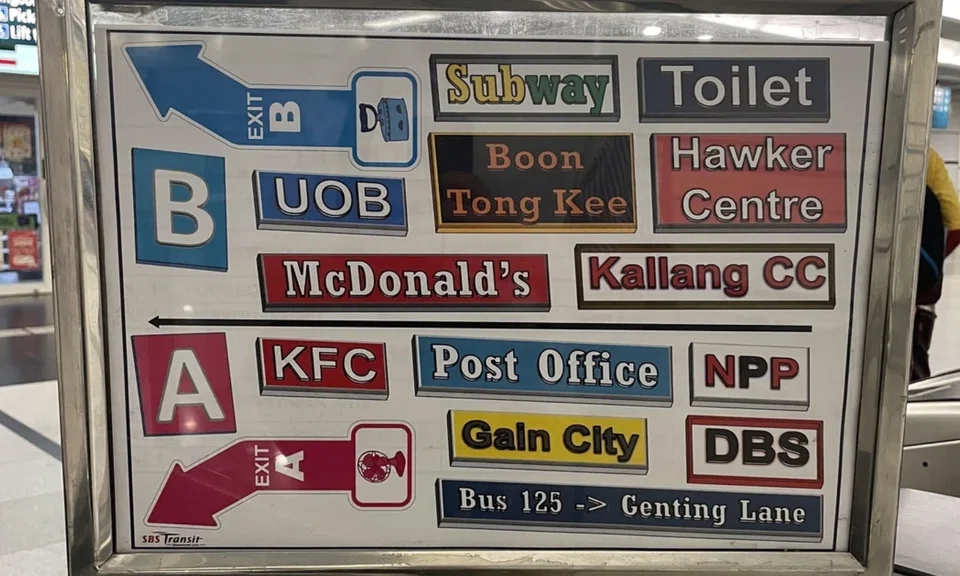 EXIT
B
Subway
Toilet
B
UOB
Boon
Tong Kee
Hawker
Centre
McDonald's
Kallang CC
A
KFC
Post Office
NPP
EXIT
A
Gain City
DBS
Bus 125 -> Genting Lane
SBS Transit